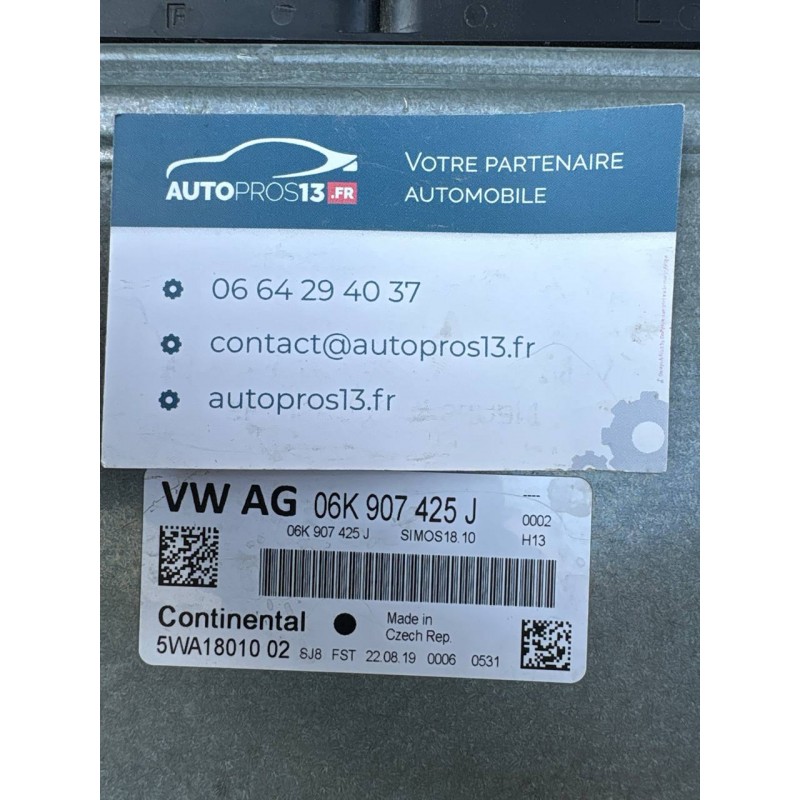 F
AUTOPROS13.FR
VOTRE PARTENAIRE
AUTOMOBILE
06 64 29 40 37
contact@autopros13.fr
autopros13.fr
VW AG 06K 907 425 J
----
0002
06K 907 425 J SIMOS18.10
H13
Continental
Made in
Czech Rep.
5WA18010 02 SJ8 FST 22.08.19 0006 0531